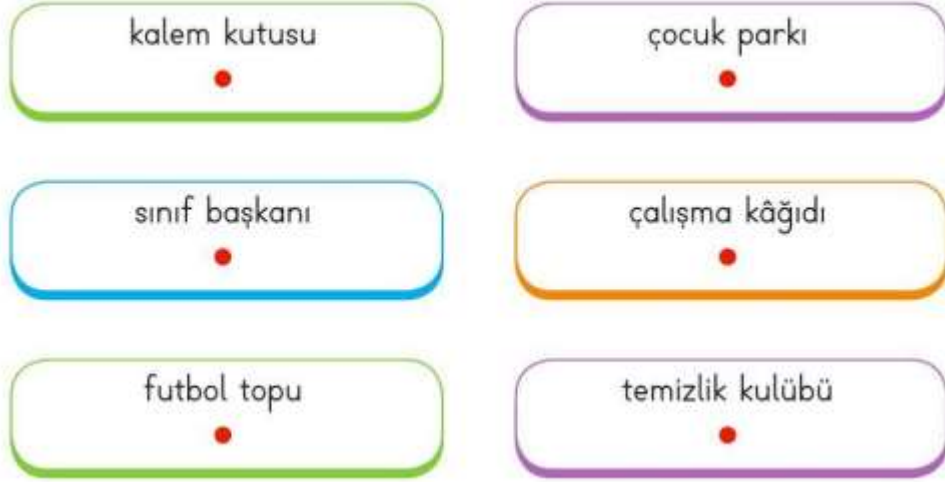 kalem kutusu
çocuk parkı
sınıf başkanı
çalışma kâğıdı
futbol topu
temizlik kulübü